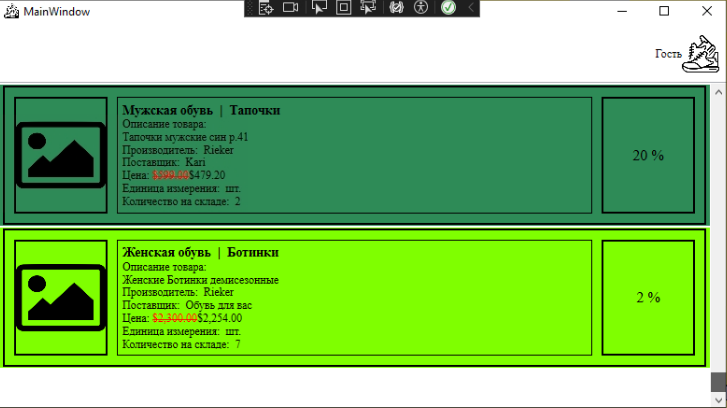 MainWindow
Гость
Мужская обувь | Тапочки
Описание товара:
Тапочки мужские син р.41
Производитель: Rieker
Поставщик: Kari
Цена: $599.00$479.20
Единица измерения: шт.
Количество на складе: 2
20 %
Женская обувь | Ботинки
Описание товара:
Женские Ботинки демисезонные
Производитель: Rieker
Поставщик: Обувь для вас
Цена: $2,300.00$2,254.00
Единица измерения: шт.
Количество на складе: 7
2 %